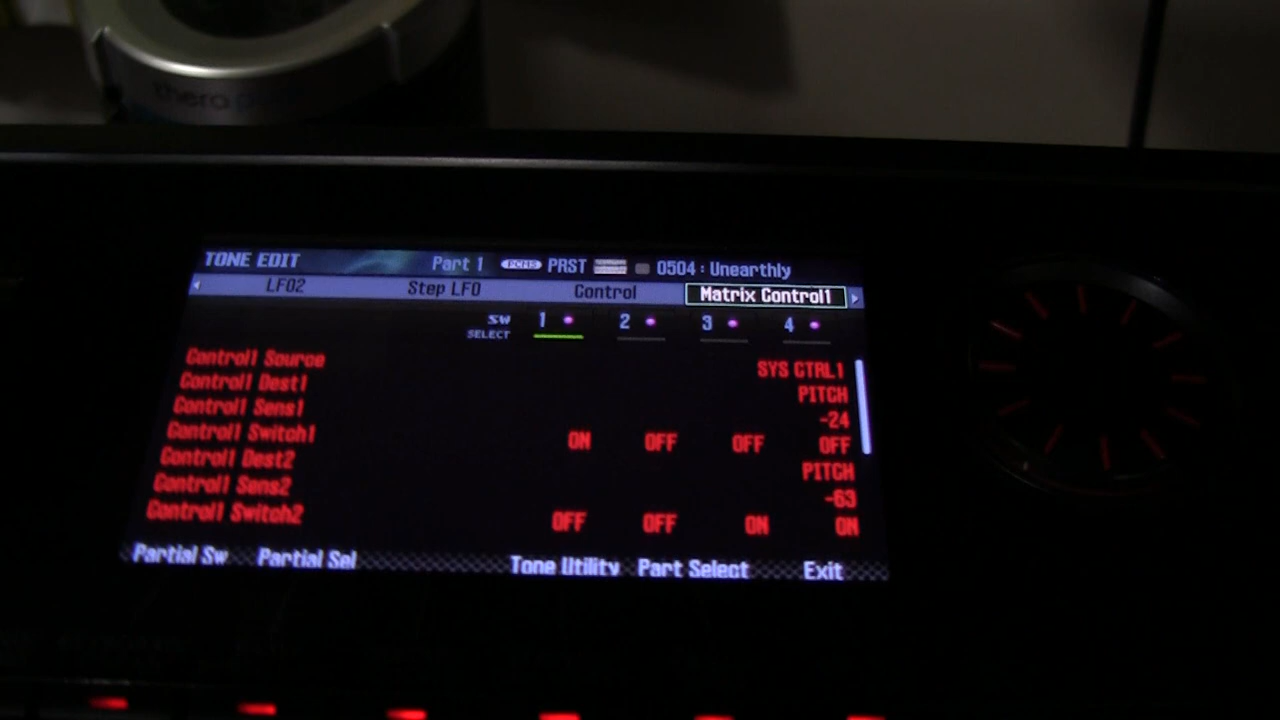 thera
TONE EDIT Part 1 PCMS PRST 0504 : Unearthly
LFO2 Step LFO Control Matrix Control1
SW 1 2 3 4
SELECT
Control1 Source SYS CTRL1
Control1 Dest1 PITCH
Control1 Sens1 -24
Control1 Switch1 ON OFF OFF OFF
Control1 Dest2 PITCH
Control1 Sens2 -63
Control1 Switch2 OFF OFF ON ON
Partial Sw Partial Sel Tone Utility Part Select Exit